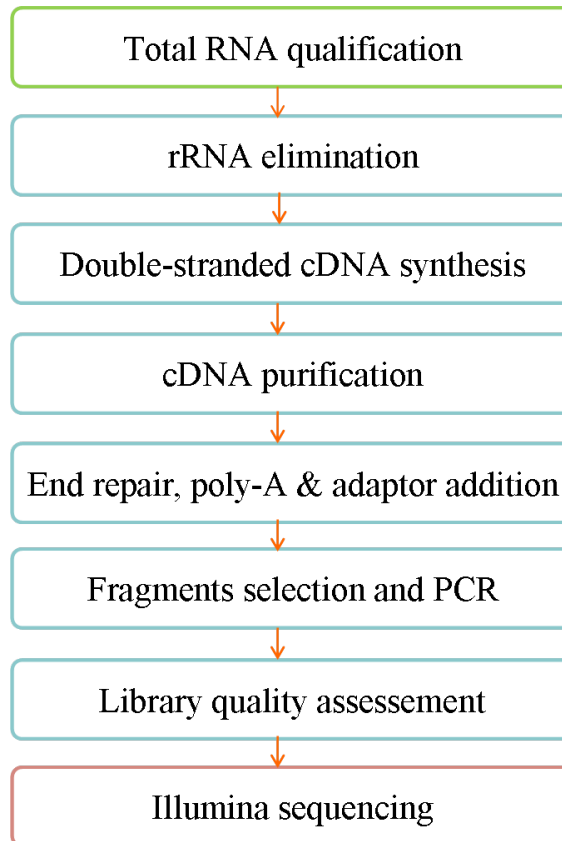 Total RNA qualification
rRNA elimination
Double-stranded cDNA synthesis
cDNA purification
End repair, poly-A & adaptor addition
Fragments selection and PCR
Library quality assessement
Illumina sequencing